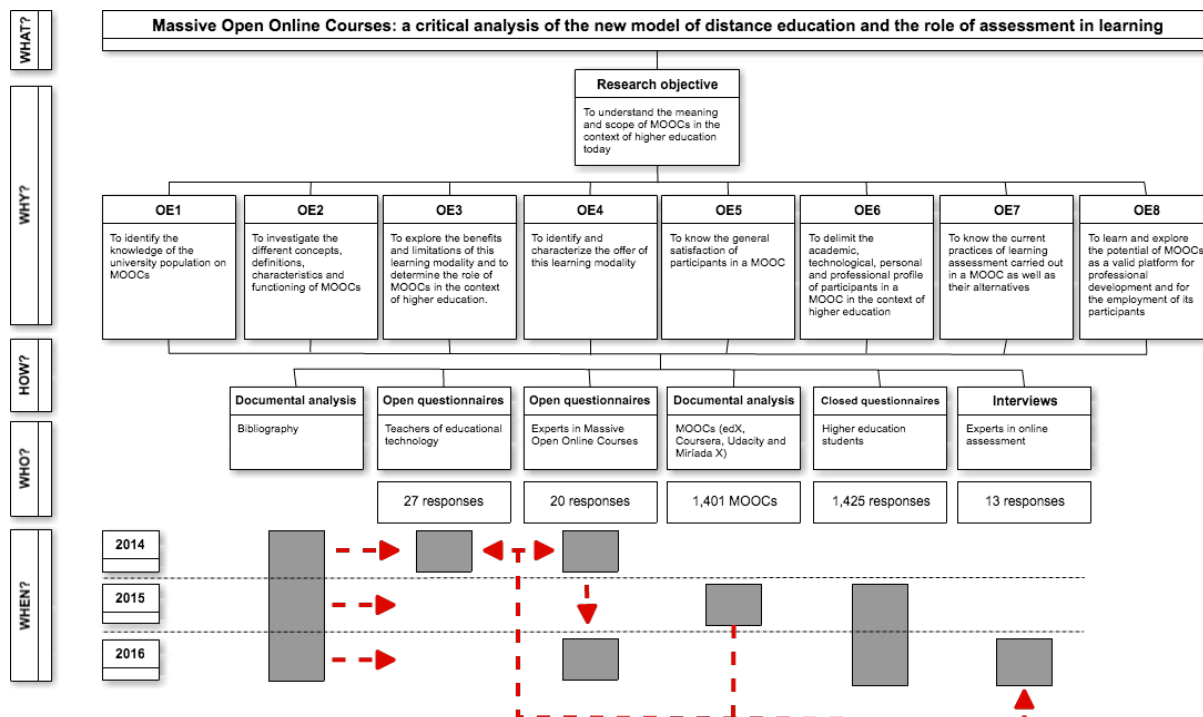 WHAT?
Massive Open Online Courses: a critical analysis of the new model of distance education and the role of assessment in learning
WHY?
Research objective
To understand the meaning
and scope of MOOCs in the
context of higher education
today
OE1
To identify the
knowledge of the
university population on
MOOCs
OE2
To investigate the
different concepts,
definitions,
characteristics and
functioning of MOOCs
OE3
To explore the benefits
and limitations of this
learning modality and to
determine the role of
MOOCs in the context
of higher education.
OE4
To identify and
characterize the offer of
this learning modality
OE5
To know the general
satisfaction of
participants in a MOOC
OE6
To delimit the
academic,
technological, personal
and professional profile
of participants in a
MOOC in the context of
higher education
OE7
To know the current
practices of learning
assessment carried out
in a MOOC as well as
their alternatives
OE8
To learn and explore
the potential of MOOCs
as a valid platform for
professional
development and for
the employment of its
participants
HOW?
Documental analysis
Open questionnaires
Open questionnaires
Documental analysis
Closed questionnaires
Interviews
WHO?
Bibliography
Teachers of educational
technology
Experts in Massive
Open Online Courses
MOOCs (edX,
Coursera, Udacity and
Miríada X)
Higher education
students
Experts in online
assessment
27 responses
20 responses
1,401 MOOCs
1,425 responses
13 responses
WHEN?
2014
2015
2016